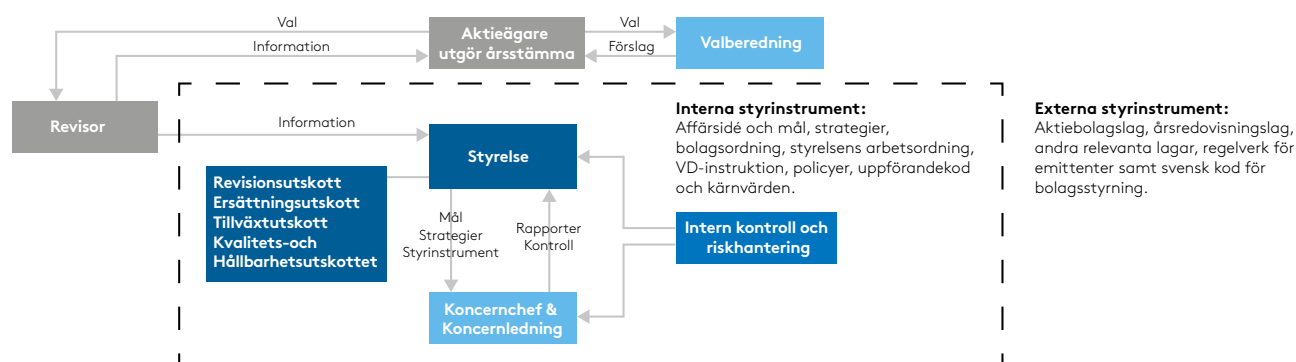 Val
Information
Aktieägare
utgör årsstämma
Val
Förslag
Valberedning
Revisor
Information
Styrelse
Interna styrinstrument:
Affärsidé och mål, strategier,
bolagsordning, styrelsens arbetsordning,
VD-instruktion, policyer, uppförandekod
och kärnvärden.
Externa styrinstrument:
Aktiebolagslag, årsredovisningslag,
andra relevanta lagar, regelverk för
emittenter samt svensk kod för
bolagsstyrning.
Revisionsutskott
Ersättningsutskott
Tillväxtutskott
Kvalitets-och
Hållbarhetsutskottet
Mål
Strategier
Styrinstrument
Rapporter
Kontroll
Intern kontroll och
riskhantering
Koncernchef &
Koncernledning